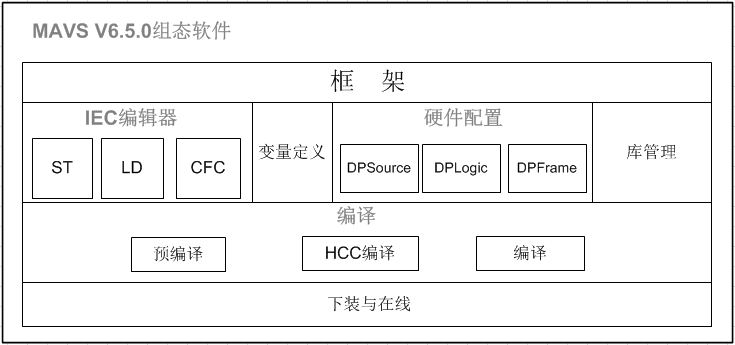 MAVS V6.5.0组态软件
框 架
IEC编辑器
ST
LD
CFC
变量定义
硬件配置
DPSource
DPLogic
DPFrame
库管理
编译
预编译
HCC编译
编译
下装与在线